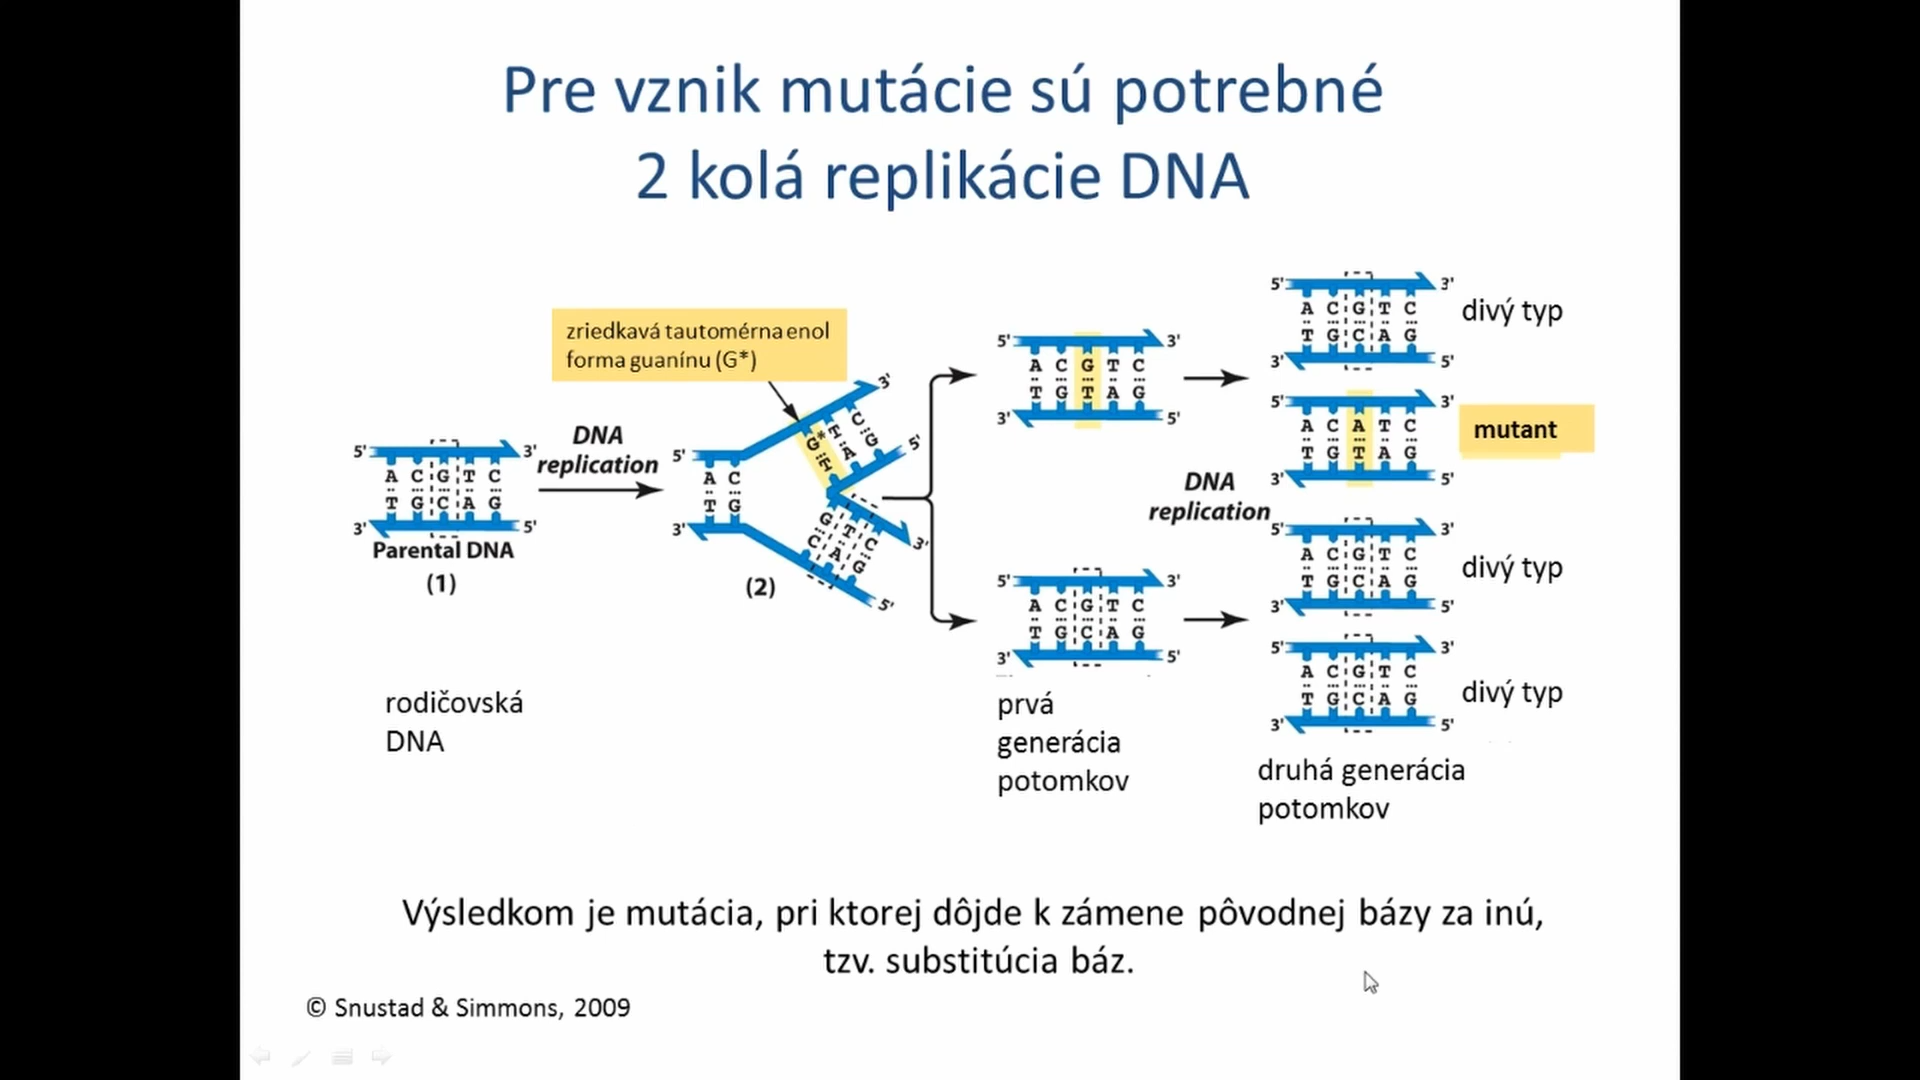 Pre vznik mutácie sú potrebné
2 kolá replikácie DNA
zriedkavá tautomérna enol
forma guanínu (G*)
5' 3'
A C G T C
T G C A G
3' 5'
Parental DNA
(1)
DNA
replication
5' 3'
A C G* T C
T G T A G
5'
G T C
C A G
3'
3' 5'
(2)
5' 3'
A C G T C
T G T A G
3' 5'
5' 3'
A C G T C
T G C A G
3' 5'
DNA
replication
5' 3'
A C G T C
T G C A G
3' 5'
divý typ
5' 3'
A C A T C
T G T A G
3' 5'
mutant
5' 3'
A C G T C
T G C A G
3' 5'
divý typ
5' 3'
A C G T C
T G C A G
3' 5'
divý typ
rodičovská
DNA
prvá
generácia
potomkov
druhá generácia
potomkov
Výsledkom je mutácia, pri ktorej dôjde k zámene pôvodnej bázy za inú,
tzv. substitúcia báz.
© Snustad & Simmons, 2009